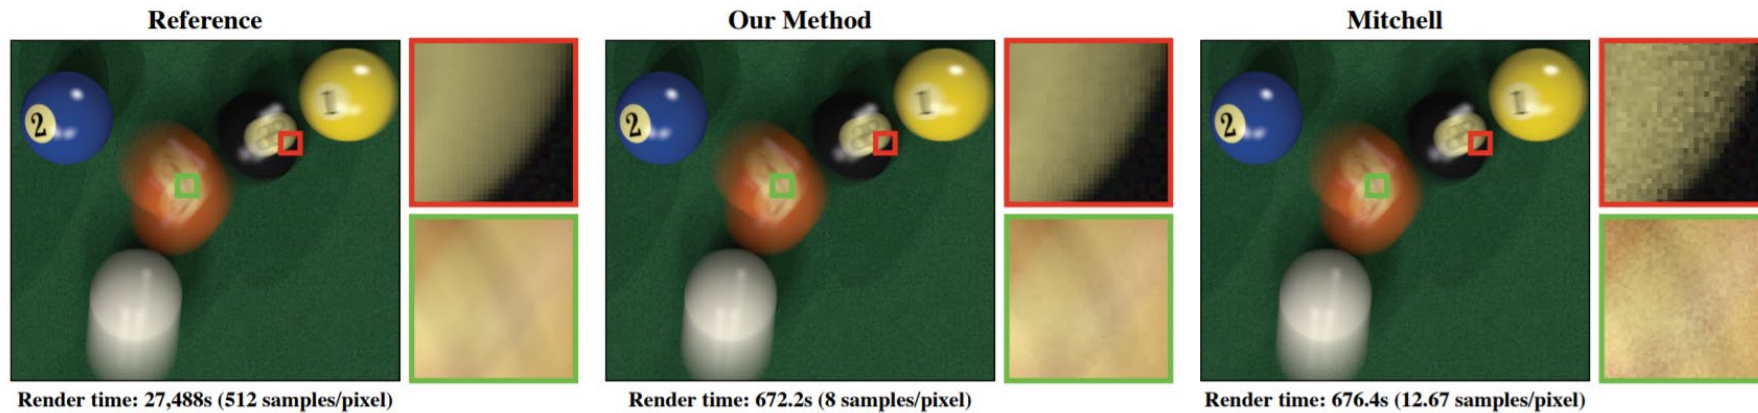 Reference
Our Method
Mitchell
2
1
2
1
2
1
Render time: 27,488s (512 samples/pixel)
Render time: 672.2s (8 samples/pixel)
Render time: 676.4s (12.67 samples/pixel)